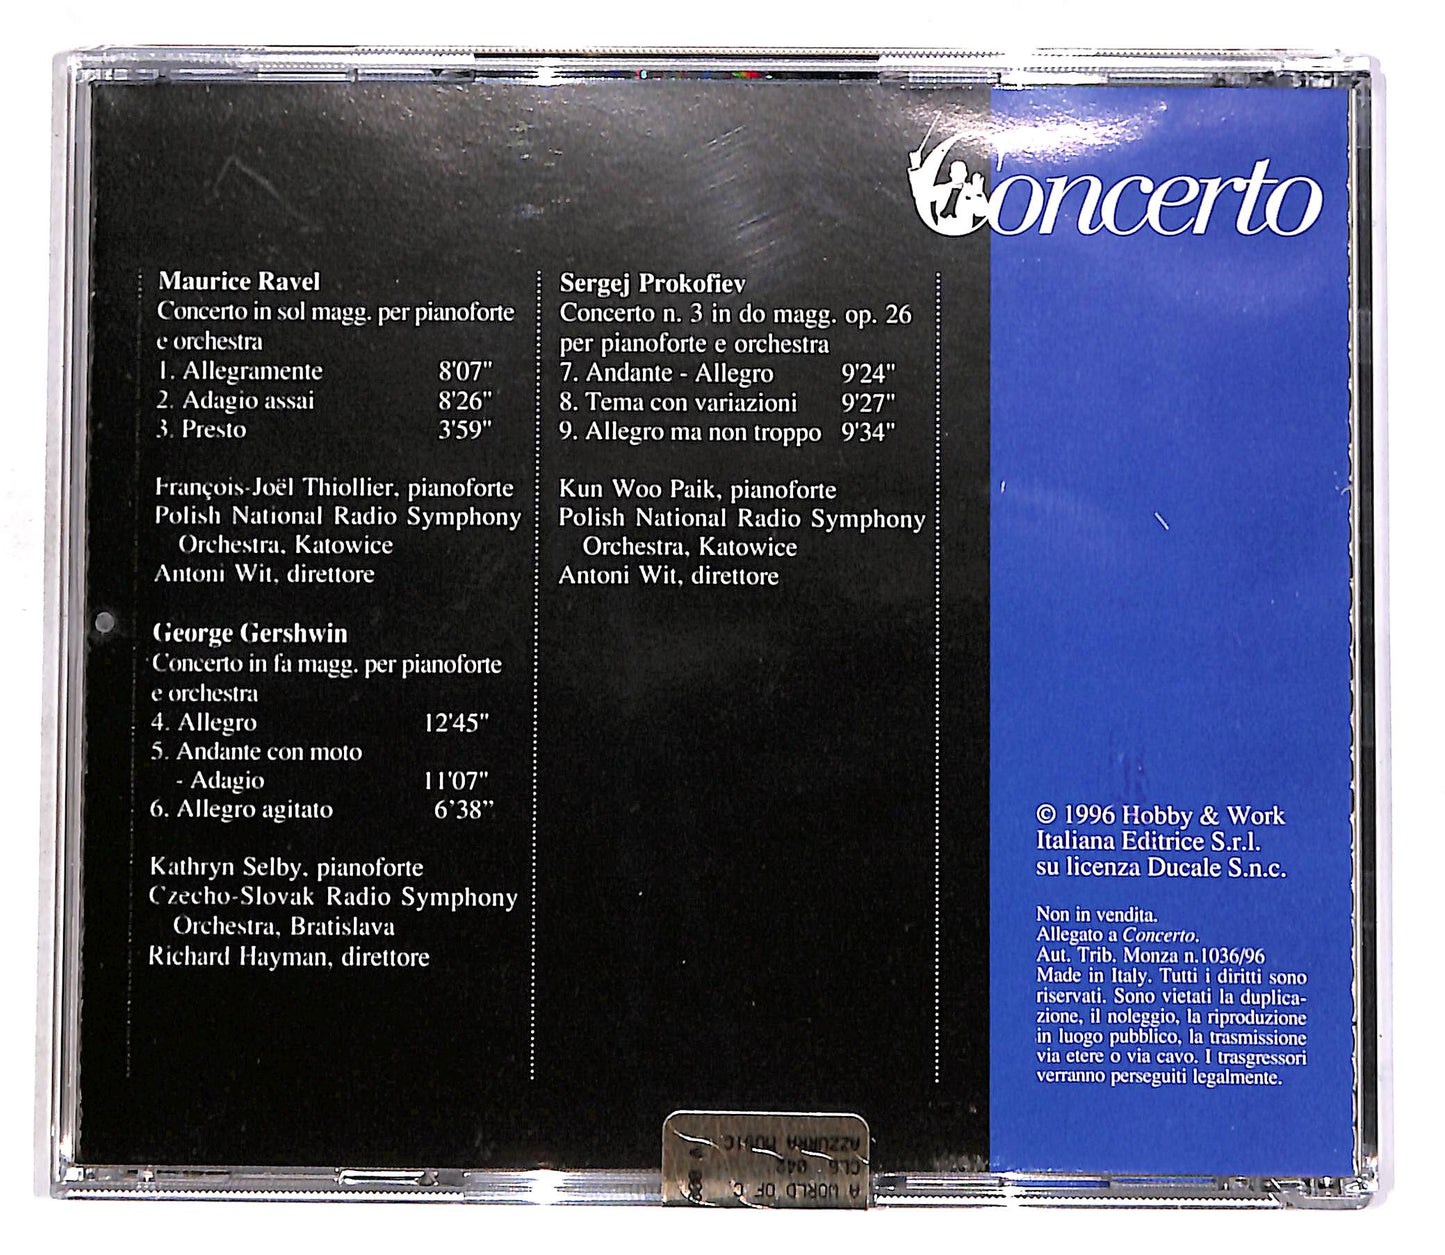 Concerto
Maurice Ravel
Concerto in sol magg. per pianoforte
e orchestra
1. Allegramente 8'07"
2. Adagio assai 8'26"
3. Presto 3'59"
François-Joël Thiollier, pianoforte
Polish National Radio Symphony
Orchestra, Katowice
Antoni Wit, direttore
George Gershwin
Concerto in fa magg. per pianoforte
e orchestra
4. Allegro 12'45"
5. Andante con moto
- Adagio 11'07"
6. Allegro agitato 6'38"
Kathryn Selby, pianoforte
Czecho-Slovak Radio Symphony
Orchestra, Bratislava
Richard Hayman, direttore
Sergej Prokofiev
Concerto n. 3 in do magg. op. 26
per pianoforte e orchestra
7. Andante - Allegro 9'24"
8. Tema con variazioni 9'27"
9. Allegro ma non troppo 9'34"
Kun Woo Paik, pianoforte
Polish National Radio Symphony
Orchestra, Katowice
Antoni Wit, direttore
© 1996 Hobby & Work
Italiana Editrice S.r.l.
su licenza Ducale S.n.c.
Non in vendita.
Allegato a Concerto.
Aut. Trib. Monza n.1036/96
Made in Italy. Tutti i diritti sono
riservati. Sono vietati la duplica-
zione, il noleggio, la riproduzione
in luogo pubblico, la trasmissione
via etere o via cavo. I trasgressori
verranno perseguiti legalmente.
A WORLD OF C
CLS 042
AZZURRA MUSIC